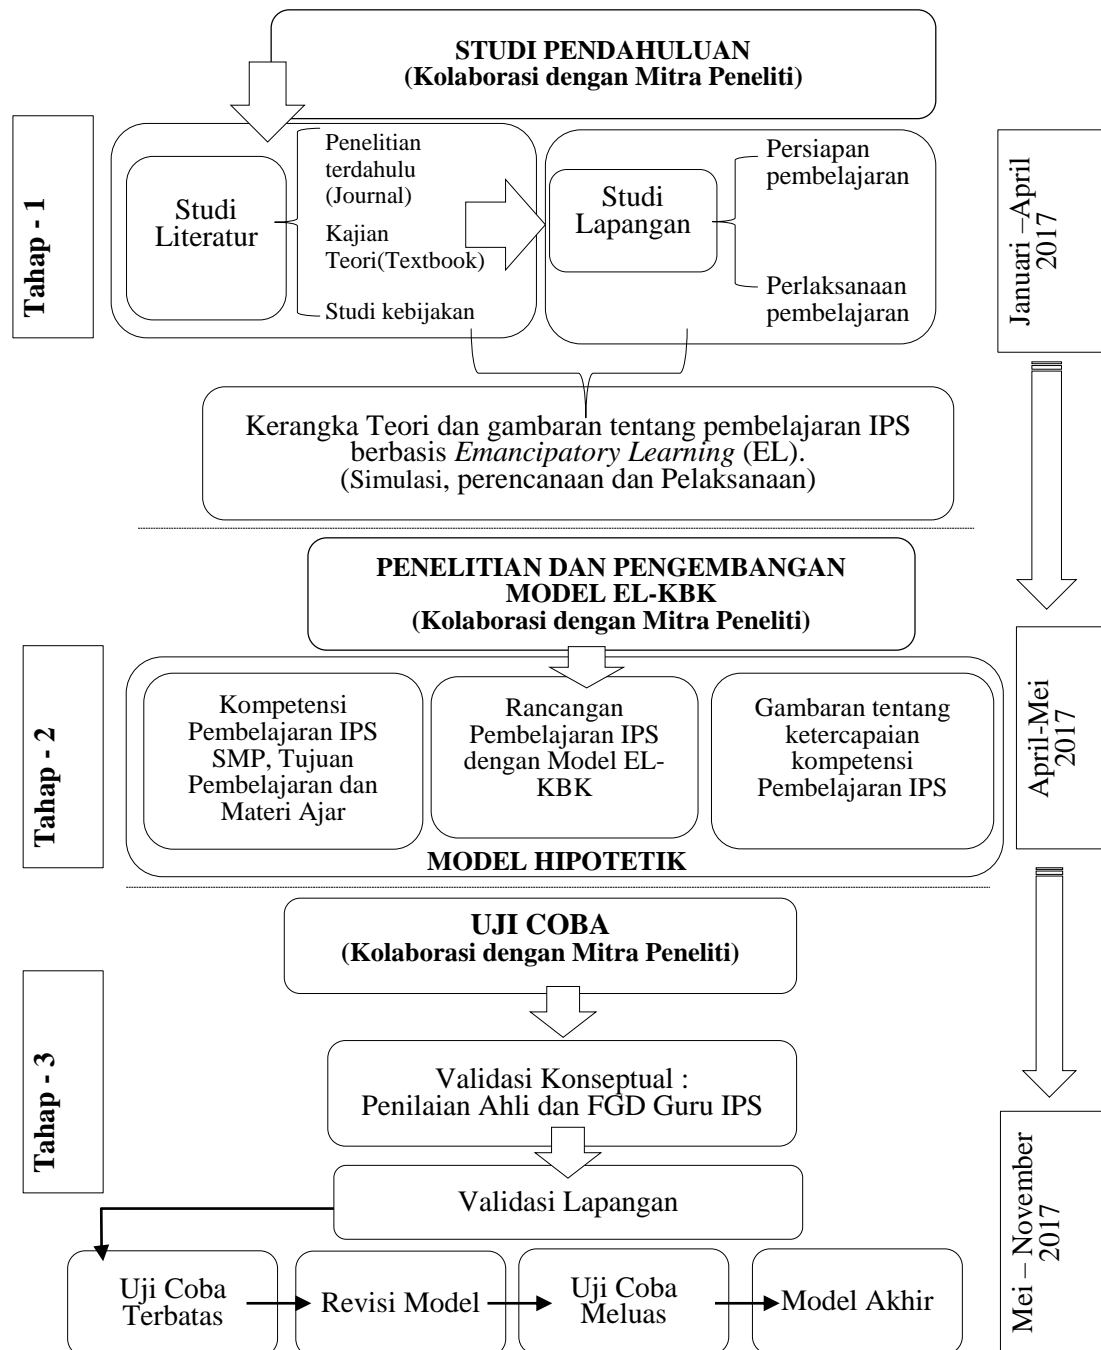 STUDI PENDAHULUAN
(Kolaborasi dengan Mitra Peneliti)
Tahap - 1
Studi
Literatur
Penelitian
terdahulu
(Journal)
Kajian
Teori(Textbook)
Studi kebijakan
Studi
Lapangan
Persiapan
pembelajaran
Perlaksanaan
pembelajaran
Januari –April
2017
Kerangka Teori dan gambaran tentang pembelajaran IPS
berbasis Emancipatory Learning (EL).
(Simulasi, perencanaan dan Pelaksanaan)
PENELITIAN DAN PENGEMBANGAN
MODEL EL-KBK
(Kolaborasi dengan Mitra Peneliti)
Tahap - 2
Kompetensi
Pembelajaran IPS
SMP, Tujuan
Pembelajaran dan
Materi Ajar
Rancangan
Pembelajaran IPS
dengan Model EL-
KBK
Gambaran tentang
ketercapaian
kompetensi
Pembelajaran IPS
MODEL HIPOTETIK
April-Mei
2017
UJI COBA
(Kolaborasi dengan Mitra Peneliti)
Tahap - 3
Validasi Konseptual :
Penilaian Ahli dan FGD Guru IPS
Validasi Lapangan
Uji Coba
Terbatas
Revisi Model
Uji Coba
Meluas
Model Akhir
Mei – November
2017